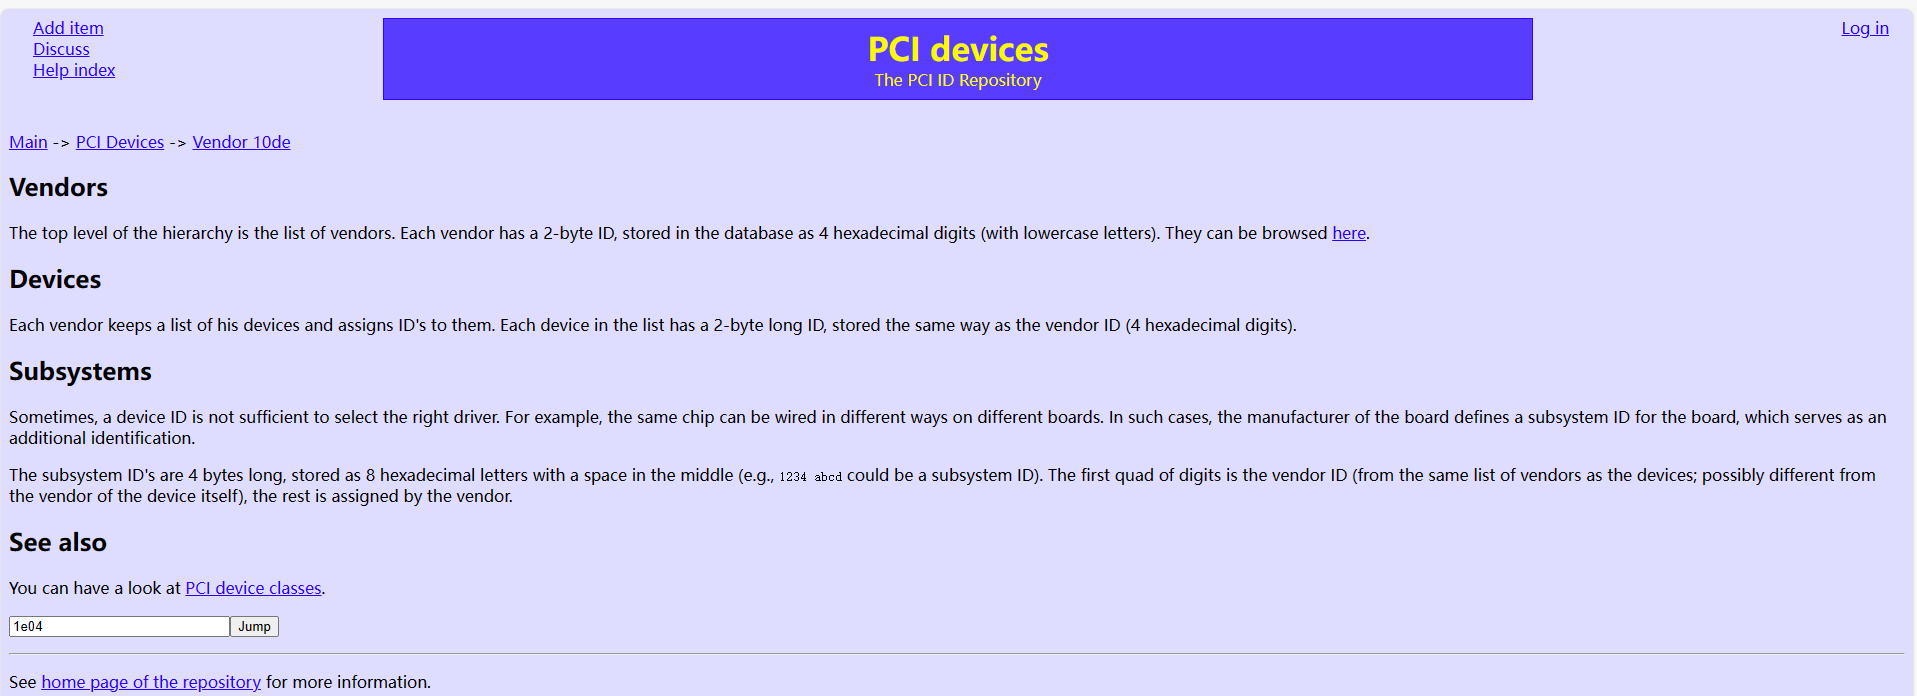 Add item
Discuss
Help index
PCI devices
The PCI ID Repository
Log in
Main -> PCI Devices -> Vendor 10de
Vendors
The top level of the hierarchy is the list of vendors. Each vendor has a 2-byte ID, stored in the database as 4 hexadecimal digits (with lowercase letters). They can be browsed here.
Devices
Each vendor keeps a list of his devices and assigns ID's to them. Each device in the list has a 2-byte long ID, stored the same way as the vendor ID (4 hexadecimal digits).
Subsystems
Sometimes, a device ID is not sufficient to select the right driver. For example, the same chip can be wired in different ways on different boards. In such cases, the manufacturer of the board defines a subsystem ID for the board, which serves as an
additional identification.
The subsystem ID's are 4 bytes long, stored as 8 hexadecimal letters with a space in the middle (e.g., 1234 abcd could be a subsystem ID). The first quad of digits is the vendor ID (from the same list of vendors as the devices; possibly different from
the vendor of the device itself), the rest is assigned by the vendor.
See also
You can have a look at PCI device classes.
1e04 Jump
See home page of the repository for more information.